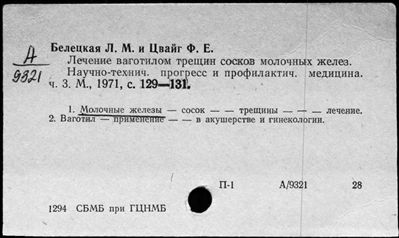 А
9321
Белецкая Л. М. и Цвайг Ф. Е.
Лечение ваготилом трещин сосков молочных желез.
Научно-технич. прогресс и профилактич. медицина.
ч. 3. М., 1971, с. 129—131.
1. Молочные железы — сосок — — трещины — — — лечение.
2. Ваготил — применение — — в акушерстве и гинекологии.
П-1 А/9321 28
1294 СБМБ при ГЦНМБ